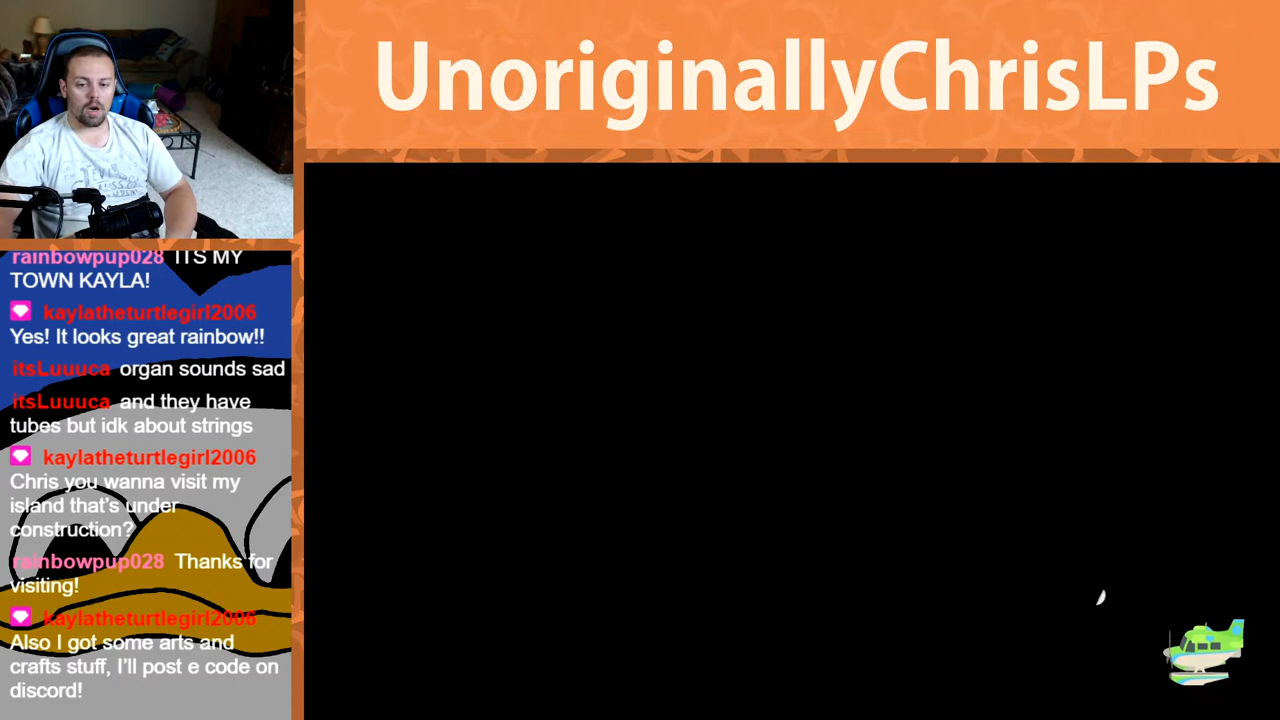 UnoriginallyChrisLPs
rainbowpup028 ITS MY
TOWN KAYLA!
kaylatheturtlegirl2006
Yes! It looks great rainbow!!
itsLuuuca organ sounds sad
itsLuuuca and they have
tubes but idk about strings
kaylatheturtlegirl2006
Chris you wanna visit my
island that's under
construction?
rainbowpup028 Thanks for
visiting!
kaylatheturtlegirl2006
Also I got some arts and
crafts stuff, I'll post e code on
discord!